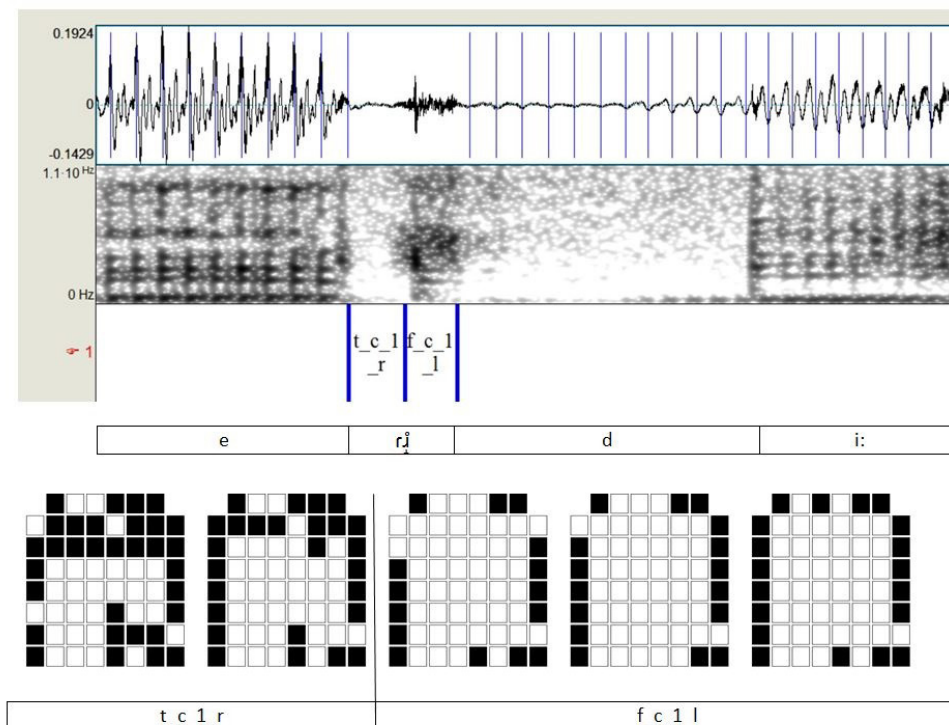 0.1924
0
-0.1429
1.1·10 Hz
0 Hz
t_c_1 f_c_1
_r _l
1
e d i:
t c 1 r f c 1 l